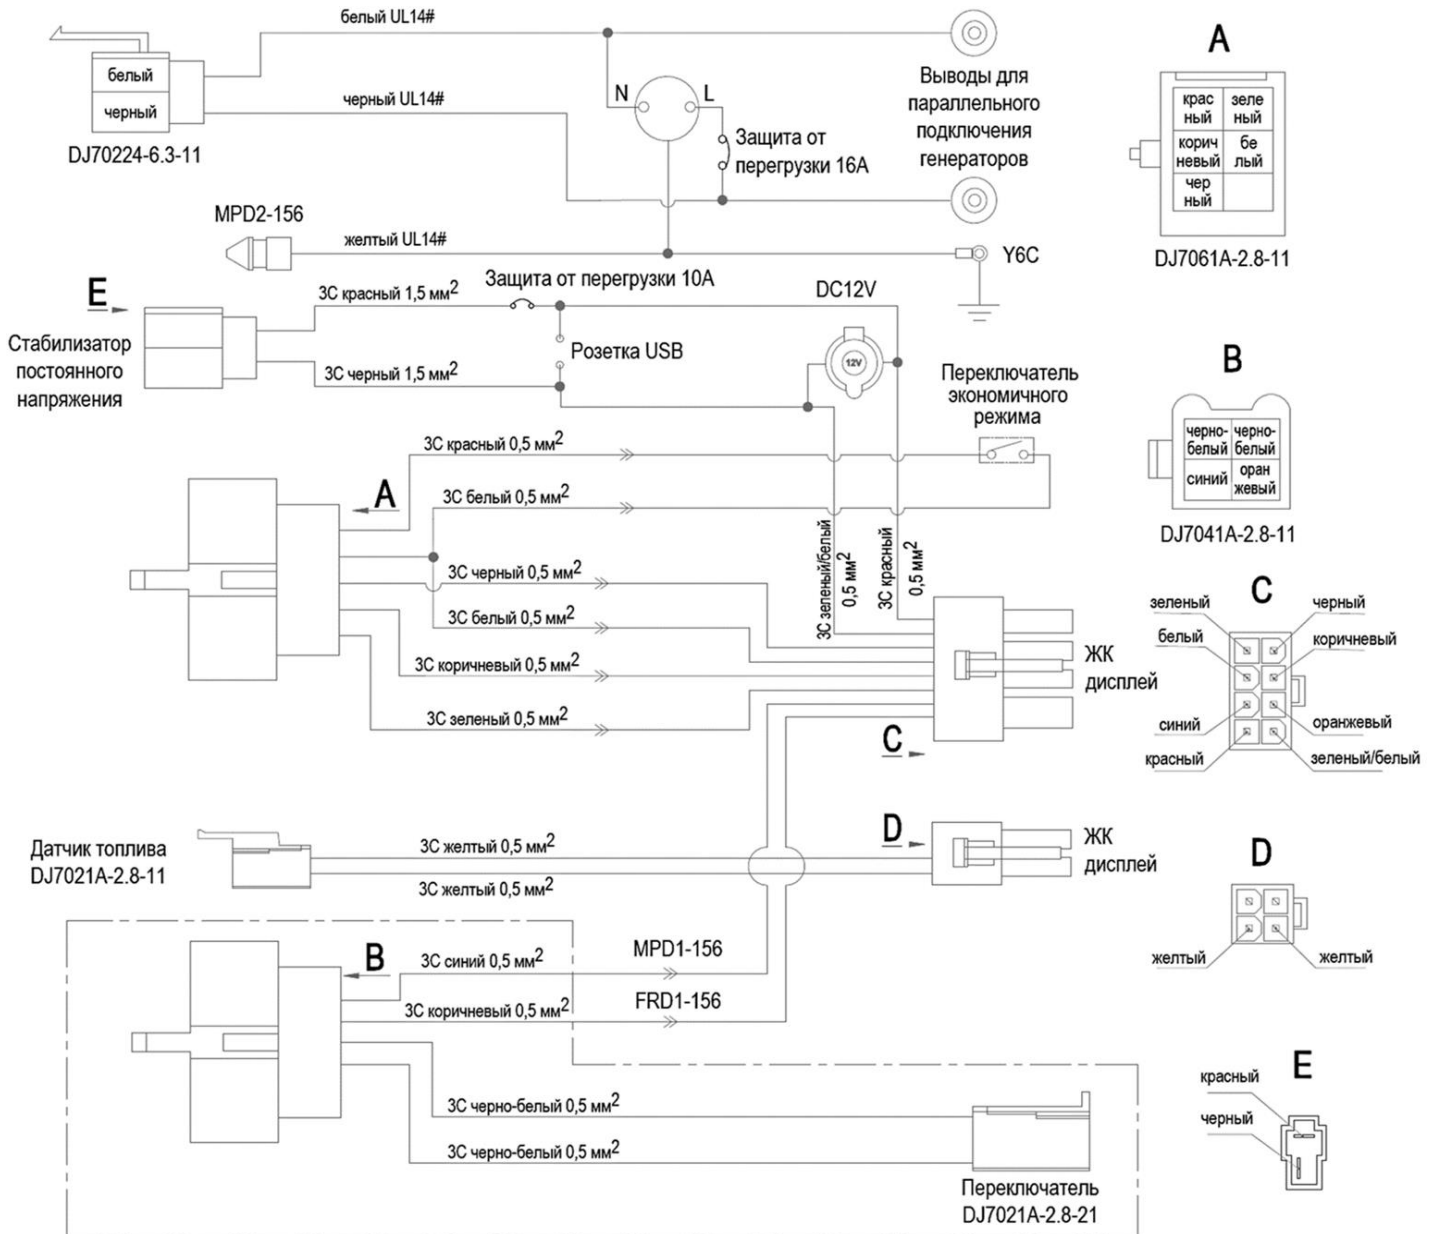 белый UL14#
белый
черный
DJ70224-6.3-11
черный UL14#
N
L
Защита от
перегрузки 16А
Выводы для
параллельного
подключения
генераторов
A
крас
ный
зеле
ный
корич
невый
бе
лый
чер
ный
DJ7061A-2.8-11
MPD2-156
желтый UL14#
Y6C
E
Стабилизатор
постоянного
напряжения
3С красный 1,5 мм2
Защита от перегрузки 10А
DC12V
12V
Розетка USB
3С черный 1,5 мм2
Переключатель
экономичного
режима
B
черно-
белый
черно-
белый
синий
оран
жевый
DJ7041A-2.8-11
3С красный 0,5 мм2
A
3С белый 0,5 мм2
3С черный 0,5 мм2
3С белый 0,5 мм2
3С коричневый 0,5 мм2
3С зеленый 0,5 мм2
3С зеленый/белый
0,5 мм2
3С красный
0,5 мм2
ЖК
дисплей
C
C
зеленый
черный
белый
коричневый
синий
оранжевый
красный
зеленый/белый
Датчик топлива
DJ7021A-2.8-11
3С желтый 0,5 мм2
3С желтый 0,5 мм2
D
ЖК
дисплей
D
желтый
желтый
B
3С синий 0,5 мм2
MPD1-156
3С коричневый 0,5 мм2
FRD1-156
3С черно-белый 0,5 мм2
3С черно-белый 0,5 мм2
Переключатель
DJ7021A-2.8-21
E
красный
черный